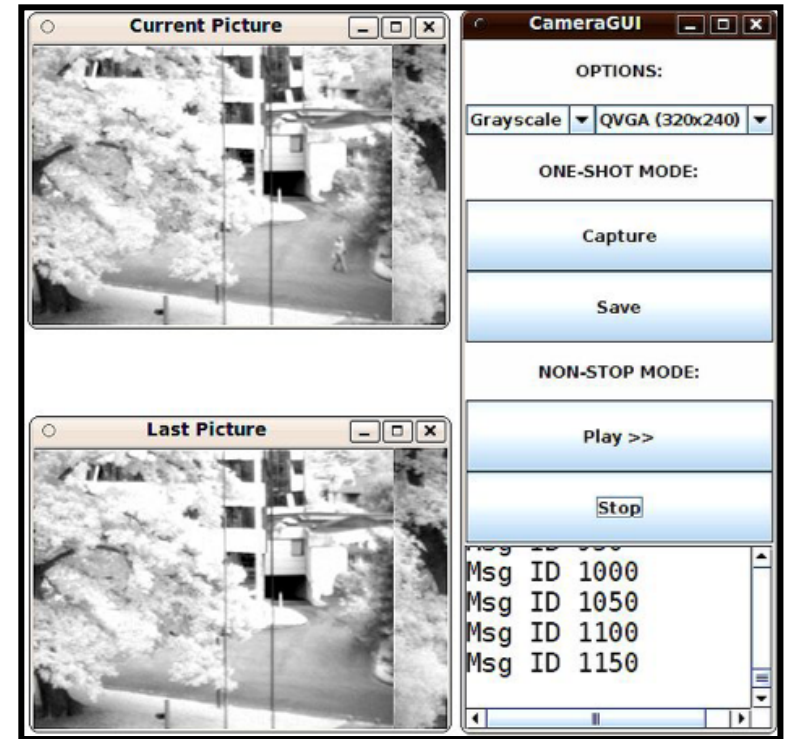 Current Picture
CameraGUI
OPTIONS:
Grayscale QVGA (320x240)
ONE-SHOT MODE:
Capture
Save
NON-STOP MODE:
Play >>
Stop
Msg ID 1000
Msg ID 1050
Msg ID 1100
Msg ID 1150
Last Picture